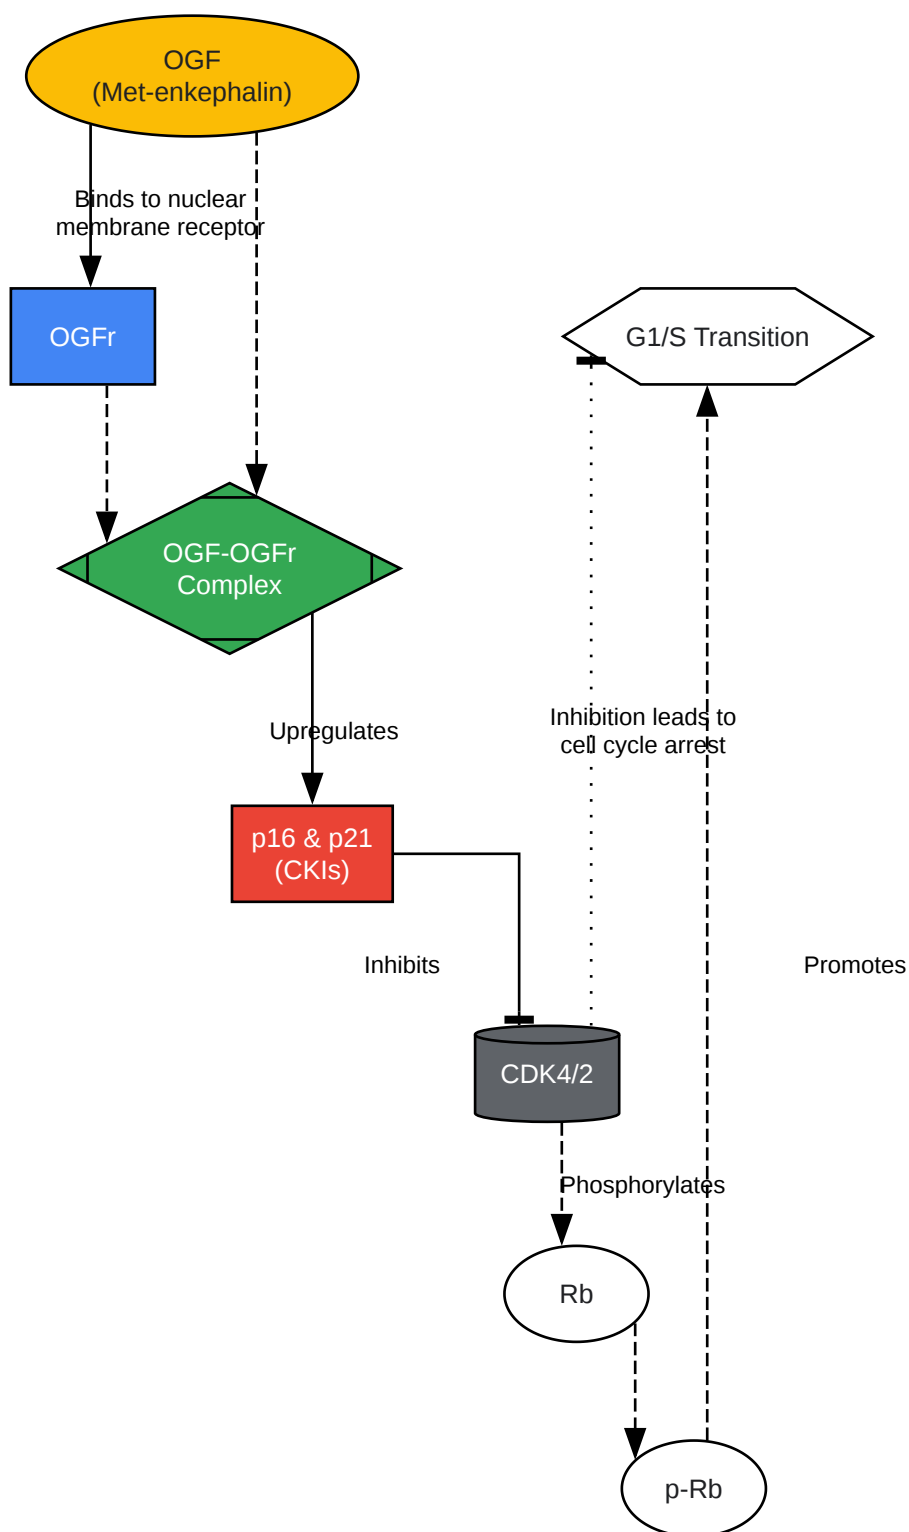 OGF
(Met-enkephalin)
Binds to nuclear
membrane receptor
OGFr
G1/S Transition
OGF-OGFr
Complex
Upregulates
Inhibition leads to
cell cycle arrest
p16 & p21
(CKIs)
Inhibits
Promotes
CDK4/2
Phosphorylates
Rb
p-Rb